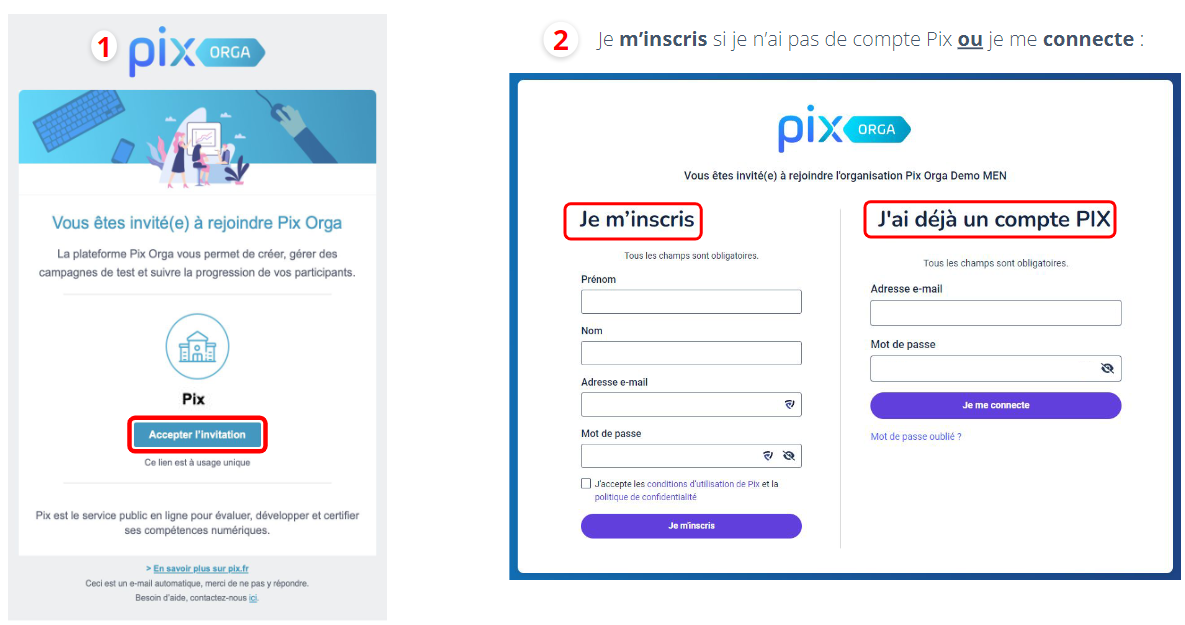 1
pix ORGA
Vous êtes invité(e) à rejoindre Pix Orga
La plateforme Pix Orga vous permet de créer, gérer des
campagnes de test et suivre la progression de vos participants.
Pix
Accepter l'invitation
Ce lien est à usage unique
Pix est le service public en ligne pour évaluer, développer et certifier
ses compétences numériques.
> En savoir plus sur pix.fr
Ceci est un e-mail automatique, merci de ne pas y répondre.
Besoin d'aide, contactez-nous ici.
2 Je m’inscris si je n’ai pas de compte Pix ou je me connecte :
pix ORGA
Vous êtes invité(e) à rejoindre l'organisation Pix Orga Demo MEN
Je m’inscris
Tous les champs sont obligatoires.
Prénom
Nom
Adresse e-mail
Mot de passe
J'accepte les conditions d'utilisation de Pix et la
politique de confidentialité
Je m'inscris
J'ai déjà un compte PIX
Tous les champs sont obligatoires.
Adresse e-mail
Mot de passe
Je me connecte
Mot de passe oublié ?